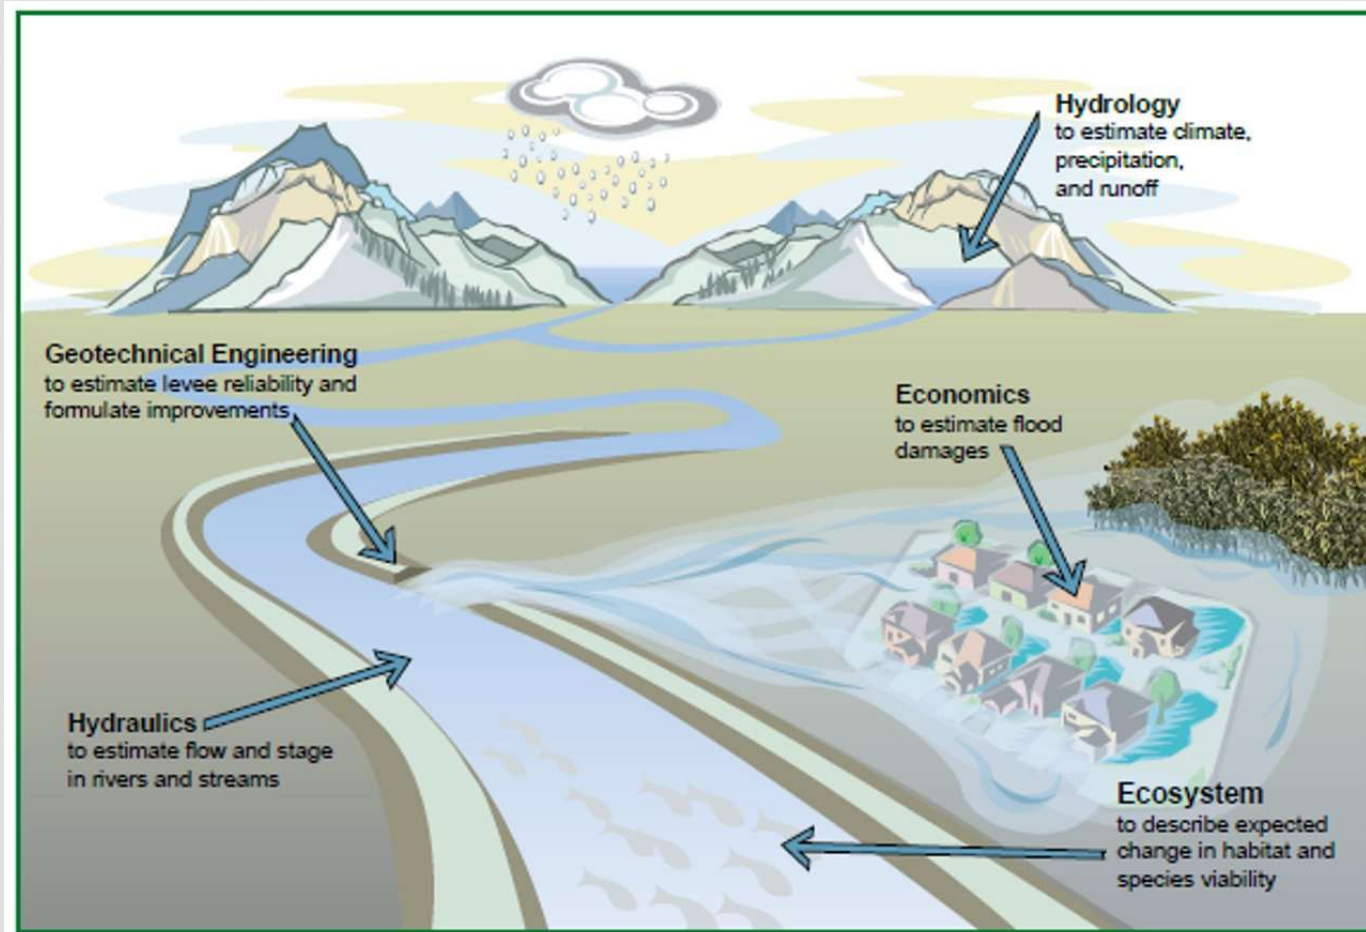 Hydrology
to estimate climate,
precipitation,
and runoff
Geotechnical Engineering
to estimate levee reliability and
formulate improvements
Economics
to estimate flood
damages
Hydraulics
to estimate flow and stage
in rivers and streams
Ecosystem
to describe expected
change in habitat and
species viability